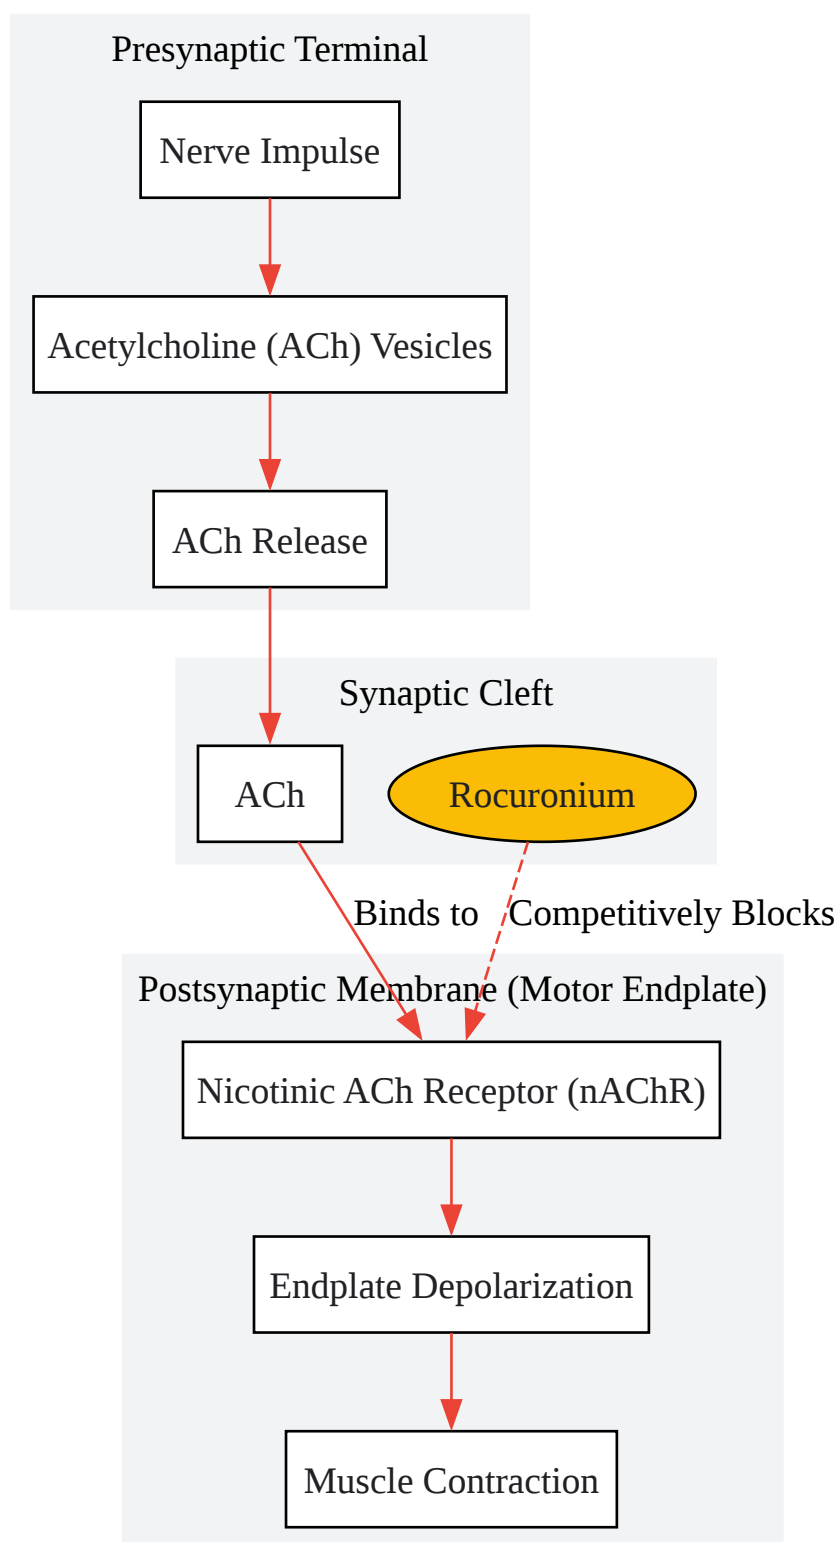 Presynaptic Terminal
Nerve Impulse
Acetylcholine (ACh) Vesicles
ACh Release
Synaptic Cleft
ACh
Rocuronium
Binds to
Competitively Blocks
Postsynaptic Membrane (Motor Endplate)
Nicotinic ACh Receptor (nAChR)
Endplate Depolarization
Muscle Contraction